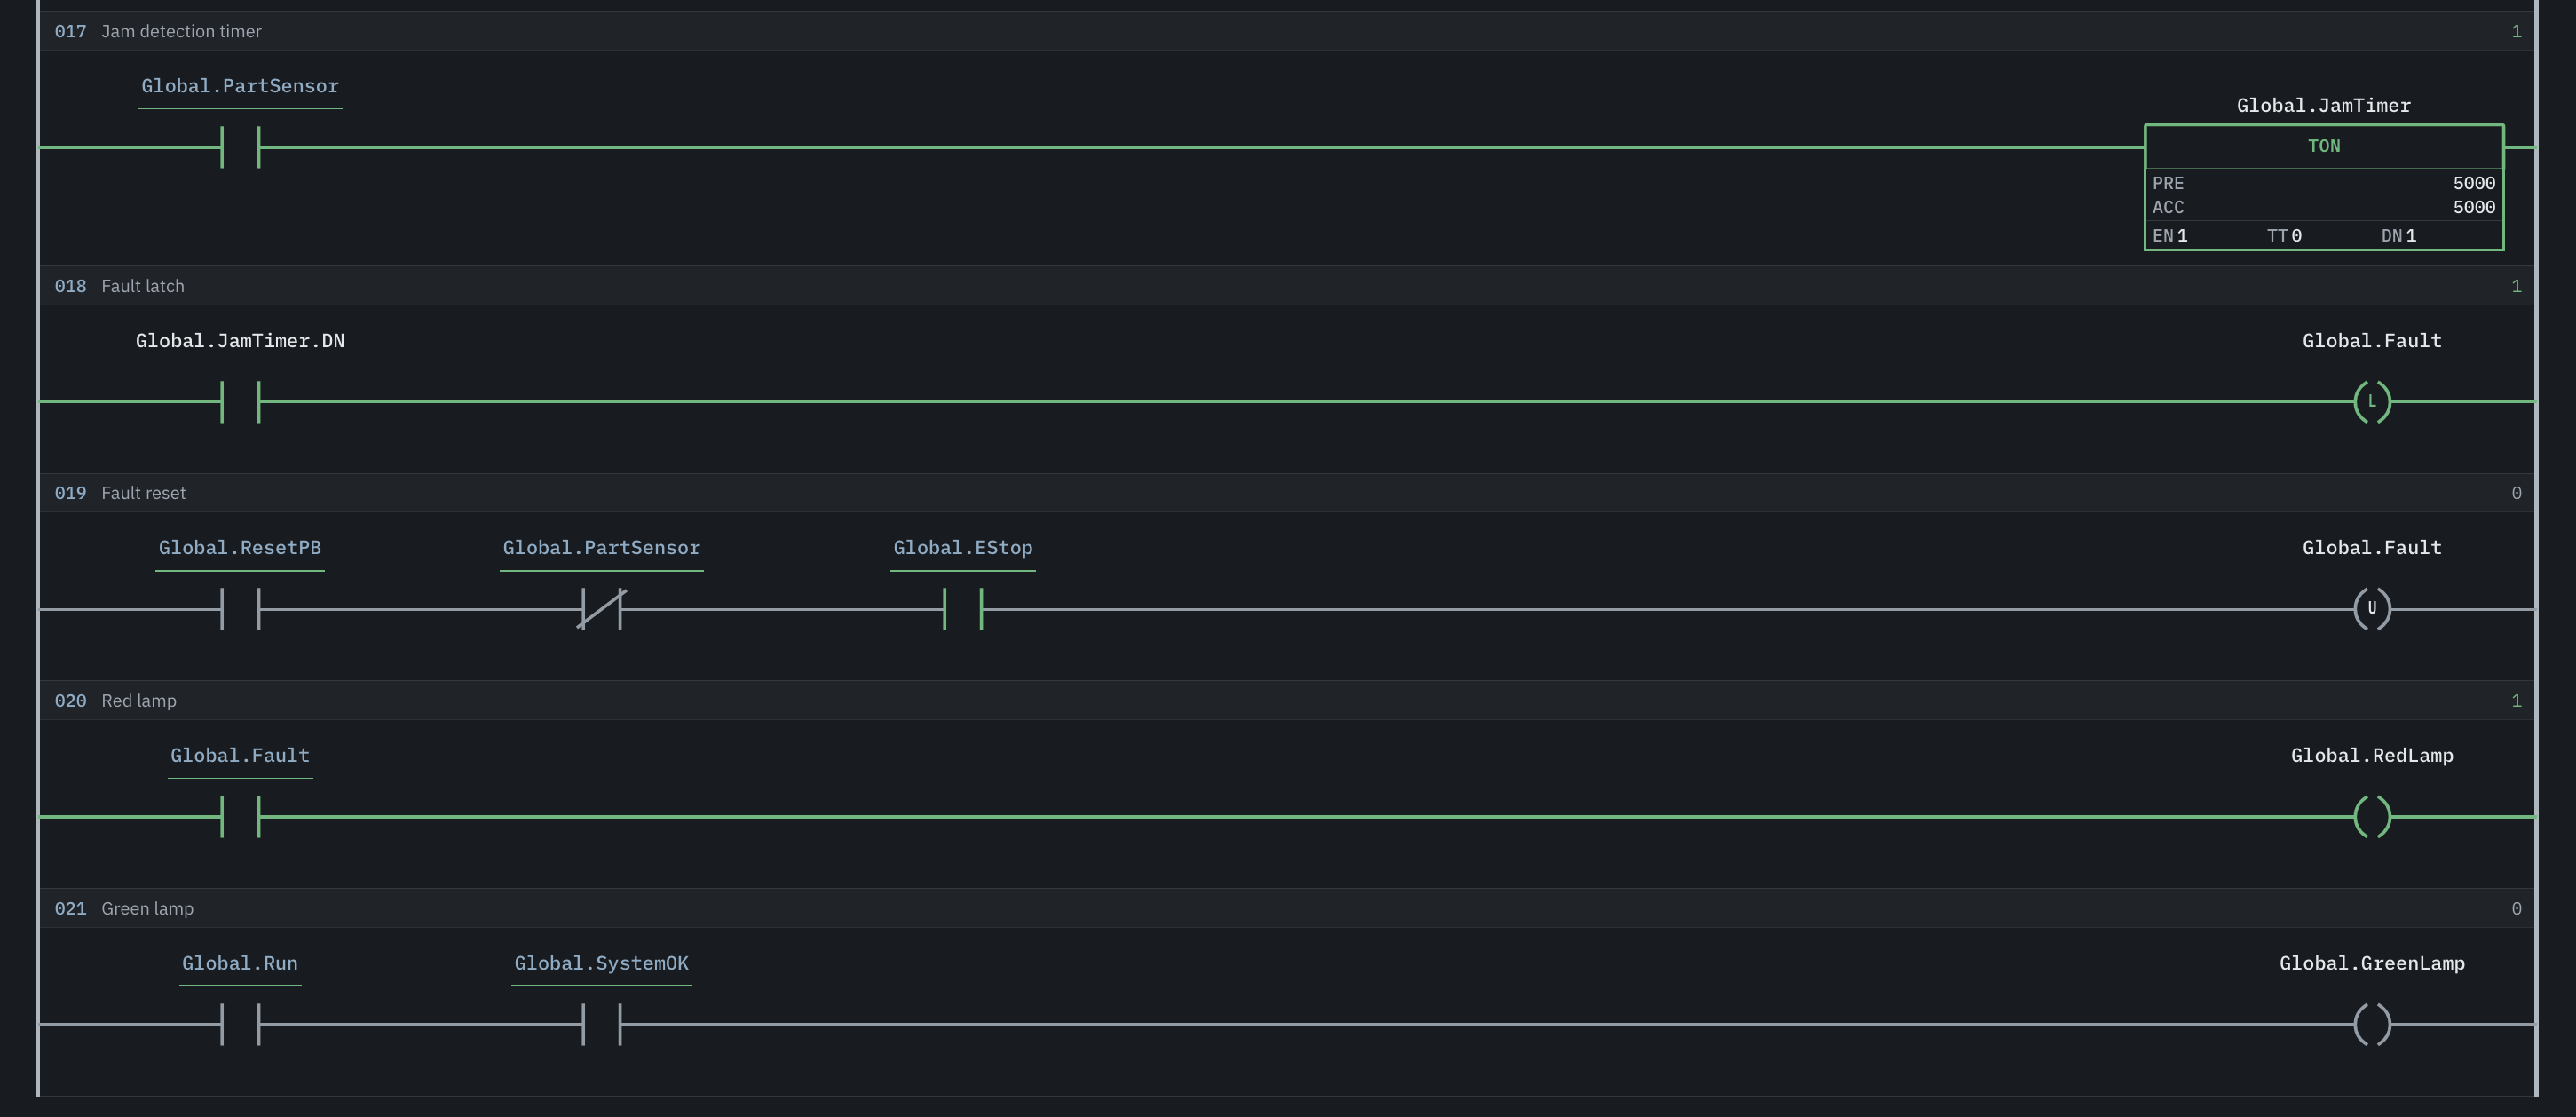 017 Jam detection timer 1
Global.PartSensor
Global.JamTimer
TON
PRE 5000
ACC 5000
EN 1 TT 0 DN 1
018 Fault latch 1
Global.JamTimer.DN Global.Fault
L
019 Fault reset 0
Global.ResetPB Global.PartSensor Global.EStop Global.Fault
U
020 Red lamp 1
Global.Fault Global.RedLamp
021 Green lamp 0
Global.Run Global.SystemOK Global.GreenLamp